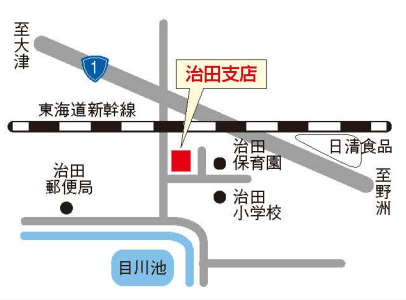 至大津
1
治田支店
東海道新幹線
治田
保育園
日清食品
治田
郵便局
至野洲
治田
小学校
目川池